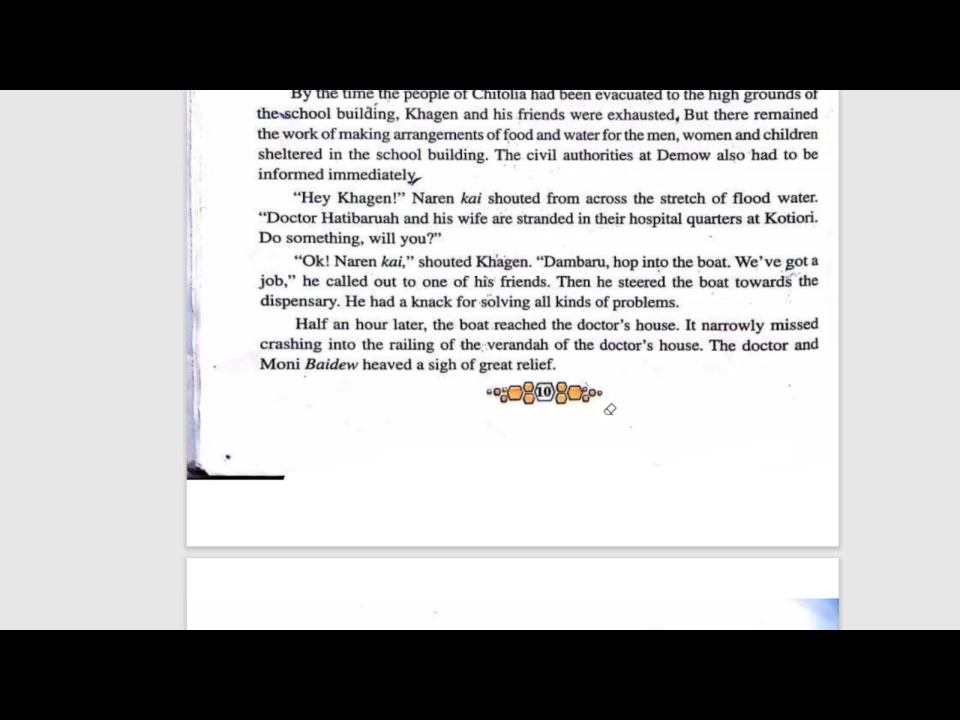 By the time the people of Chitolia had been evacuated to the high grounds of
the school building, Khagen and his friends were exhausted, But there remained
the work of making arrangements of food and water for the men, women and children
sheltered in the school building. The civil authorities at Demow also had to be
informed immediately
“Hey Khagen!” Naren kai shouted from across the stretch of flood water.
“Doctor Hatibaruah and his wife are stranded in their hospital quarters at Kotiori.
Do something, will you?”
“Ok! Naren kai,” shouted Khagen. “Dambaru, hop into the boat. We’ve got a
job,” he called out to one of his friends. Then he steered the boat towards the
dispensary. He had a knack for solving all kinds of problems.
Half an hour later, the boat reached the doctor’s house. It narrowly missed
crashing into the railing of the verandah of the doctor’s house. The doctor and
Moni Baidew heaved a sigh of great relief.
10